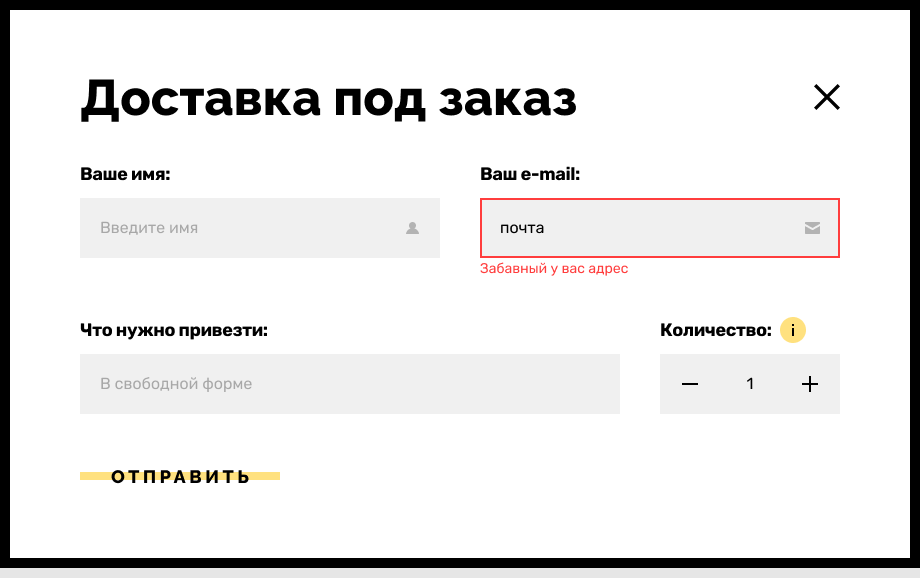 Доставка под заказ
Ваше имя:
Введите имя
Ваш e-mail:
почта
Забавный у вас адрес
Что нужно привезти:
В свободной форме
Количество:
i
1
ОТПРАВИТЬ